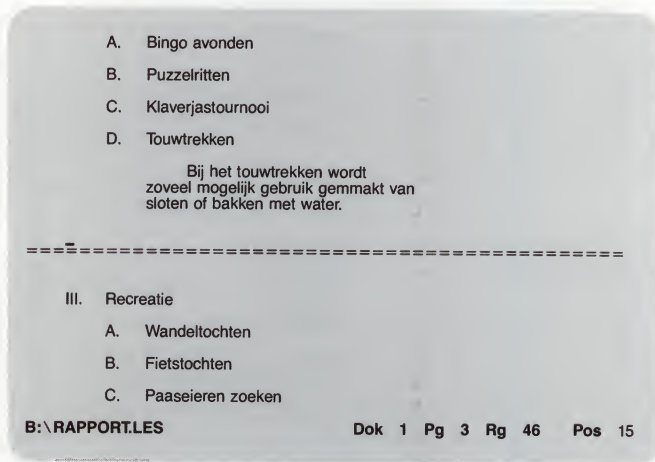 A. Bingo avonden
B. Puzzelritten
C. Klaverjastournooi
D. Touwtrekken
Bij het touwtrekken wordt
zoveel mogelijk gebruik gemmakt van
sloten of bakken met water.
==================================================
III. Recreatie
A. Wandeltochten
B. Fietstochten
C. Paaseieren zoeken
B:\RAPPORT.LES Dok 1 Pg 3 Rg 46 Pos 15